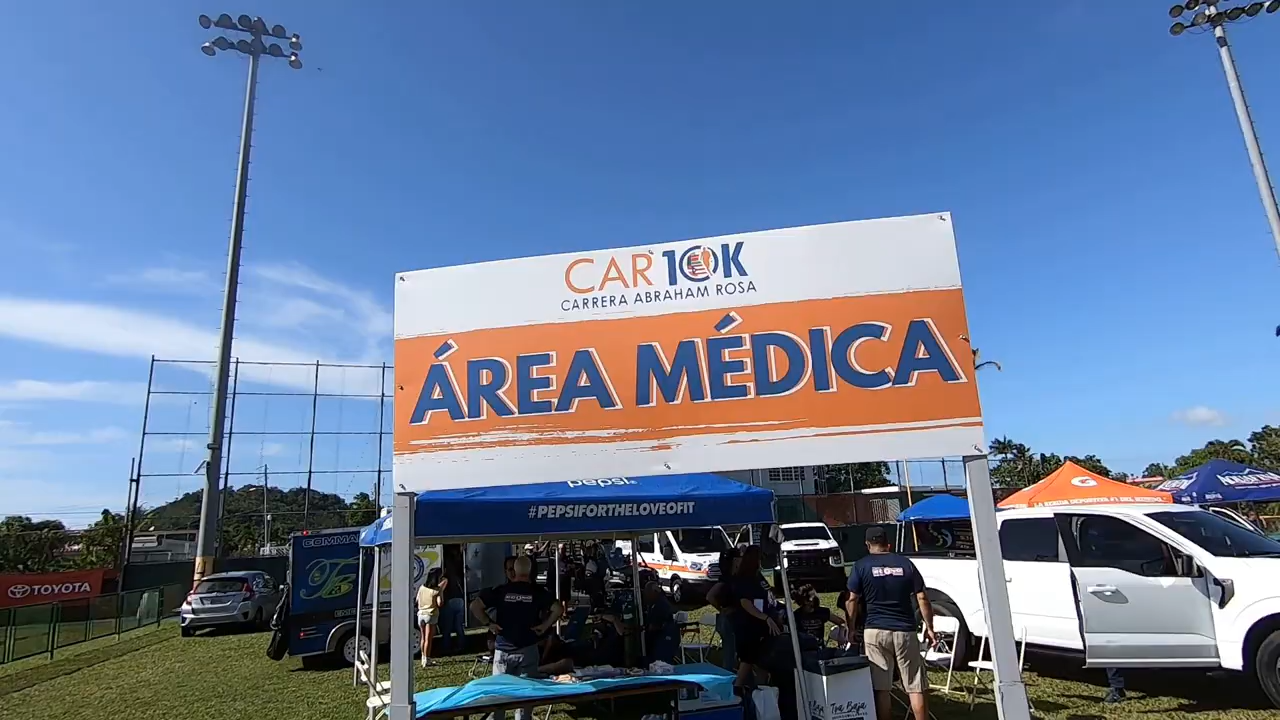 CAR 10K
CARRERA ABRAHAM ROSA
ÁREA MÉDICA
pepsi
#PEPSIFORTHELOVEOFIT
TOYOTA
G